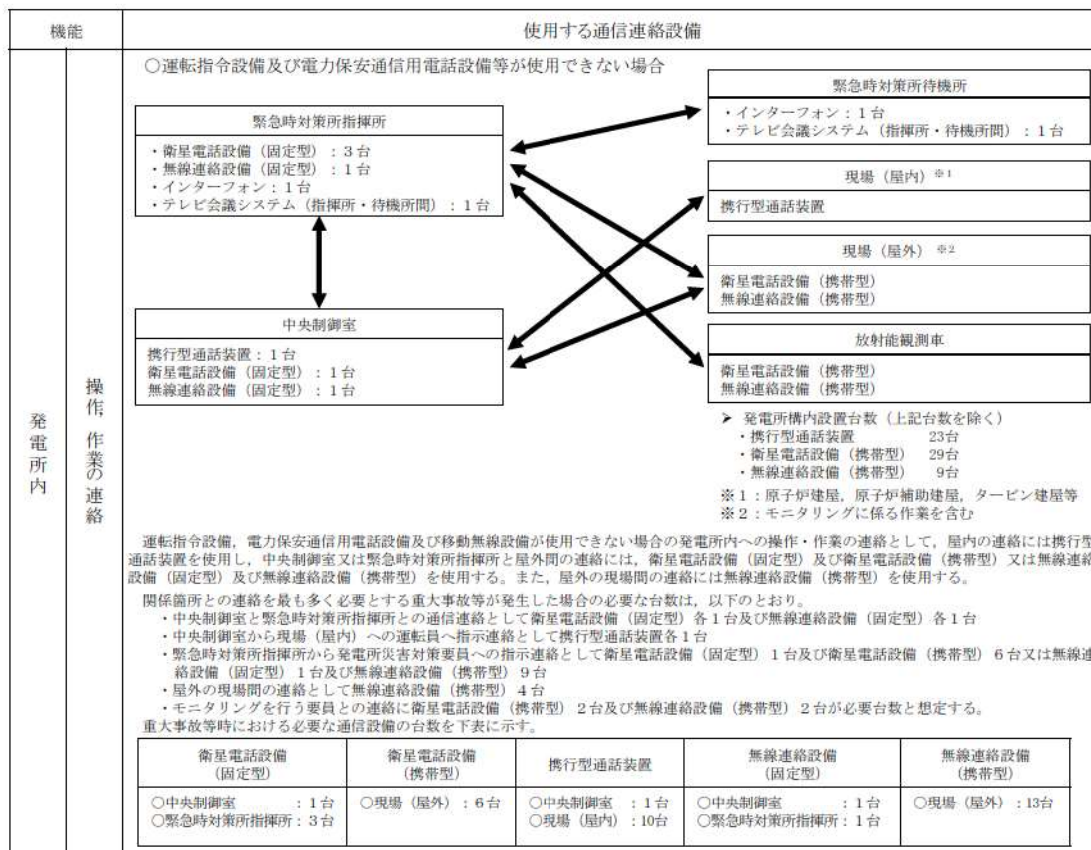 機能
使用する通信連絡設備
発電所内
操作，作業の連絡
○運転指令設備及び電力保安通信用電話設備等が使用できない場合
緊急時対策所指揮所
・衛星電話設備（固定型）：３台
・無線連絡設備（固定型）：１台
・インターフォン：１台
・テレビ会議システム（指揮所・待機所間）：１台
中央制御室
携行型通話装置：１台
衛星電話設備（固定型）：１台
無線連絡設備（固定型）：１台
緊急時対策所待機所
・インターフォン：１台
・テレビ会議システム（指揮所・待機所間）：１台
現場（屋内）※1
携行型通話装置
現場（屋外）※2
衛星電話設備（携帯型）
無線連絡設備（携帯型）
放射能観測車
衛星電話設備（携帯型）
無線連絡設備（携帯型）
➤ 発電所構内設置台数（上記台数を除く）
・携行型通話装置 23台
・衛星電話設備（携帯型） 29台
・無線連絡設備（携帯型） 9台
※１：原子炉建屋，原子炉補助建屋，タービン建屋等
※２：モニタリングに係る作業を含む
運転指令設備，電力保安通信用電話設備及び移動無線設備が使用できない場合の発電所内への操作・作業の連絡として，屋内の連絡には携行型
通話装置を使用し，中央制御室又は緊急時対策所指揮所と屋外間の連絡には，衛星電話設備（固定型）及び衛星電話設備（携帯型）又は無線連絡
設備（固定型）及び無線連絡設備（携帯型）を使用する。また，屋外の現場間の連絡には無線連絡設備（携帯型）を使用する。
関係箇所との連絡を最も多く必要とする重大事故等が発生した場合の必要な台数は，以下のとおり。
・中央制御室と緊急時対策所指揮所との通信連絡として衛星電話設備（固定型）各１台及び無線連絡設備（固定型）各１台
・中央制御室から現場（屋内）への運転員へ指示連絡として携行型通話装置各１台
・緊急時対策所指揮所から発電所災害対策要員への指示連絡として衛星電話設備（固定型）１台及び衛星電話設備（携帯型）６台又は無線連
絡設備（固定型）１台及び無線連絡設備（携帯型）９台
・屋外の現場間の連絡として無線連絡設備（携帯型）４台
・モニタリングを行う要員との連絡に衛星電話設備（携帯型）２台及び無線連絡設備（携帯型）２台が必要台数と想定する。
重大事故等時における必要な通信設備の台数を下表に示す。
衛星電話設備
（固定型）
衛星電話設備
（携帯型）
携行型通話装置
無線連絡設備
（固定型）
無線連絡設備
（携帯型）
○中央制御室 ：１台
○緊急時対策所指揮所：３台
○現場（屋外）：６台
○中央制御室 ：１台
○現場（屋内）：10台
○中央制御室 ：１台
○緊急時対策所指揮所：１台
○現場（屋外）：13台